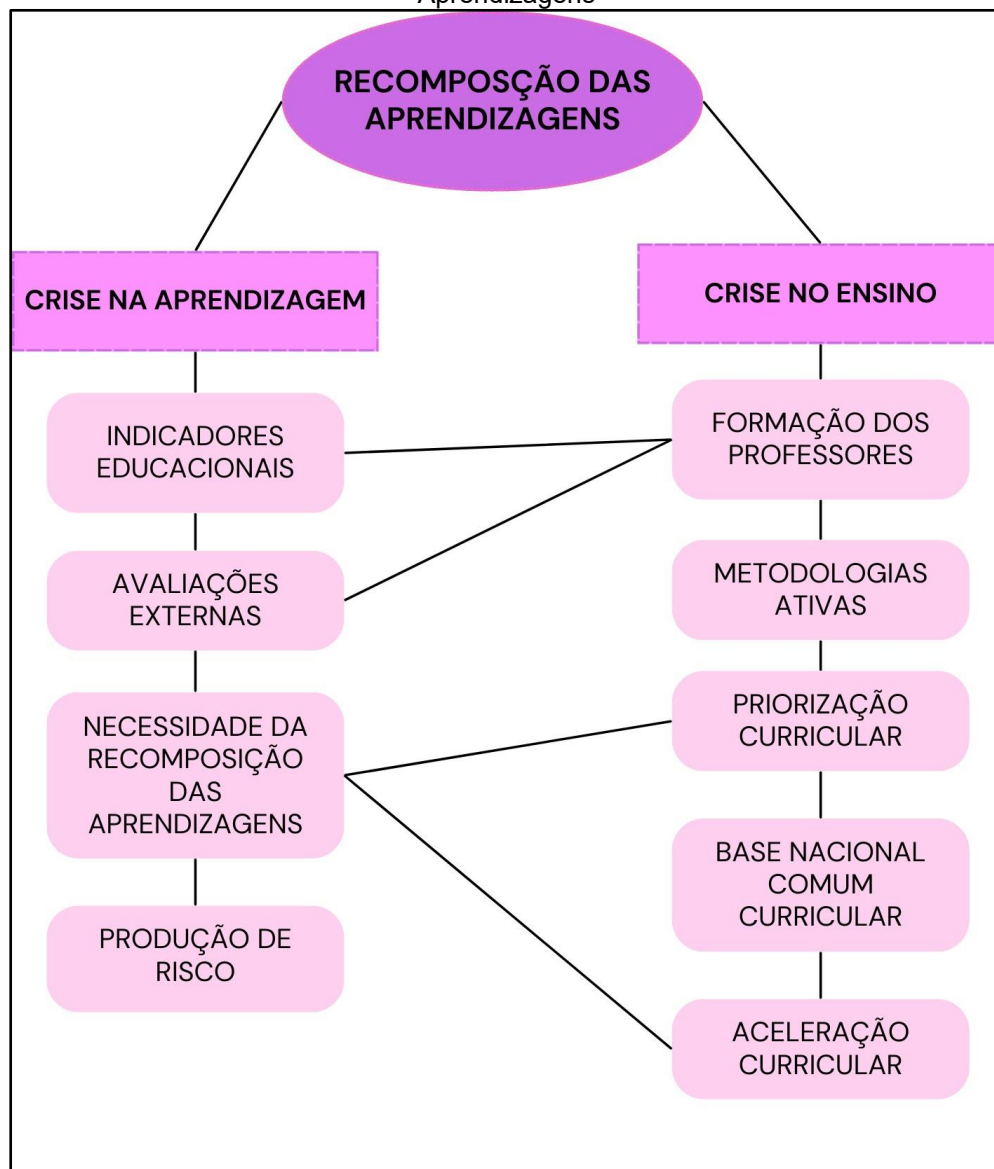 Aprendizagens
RECOMPOSÇÃO DAS
APRENDIZAGENS
CRISE NA APRENDIZAGEM
CRISE NO ENSINO
INDICADORES
EDUCACIONAIS
AVALIAÇÕES
EXTERNAS
NECESSIDADE DA
RECOMPOSIÇÃO
DAS
APRENDIZAGENS
PRODUÇÃO DE
RISCO
FORMAÇÃO DOS
PROFESSORES
METODOLOGIAS
ATIVAS
PRIORIZAÇÃO
CURRICULAR
BASE NACIONAL
COMUM
CURRICULAR
ACELERAÇÃO
CURRICULAR